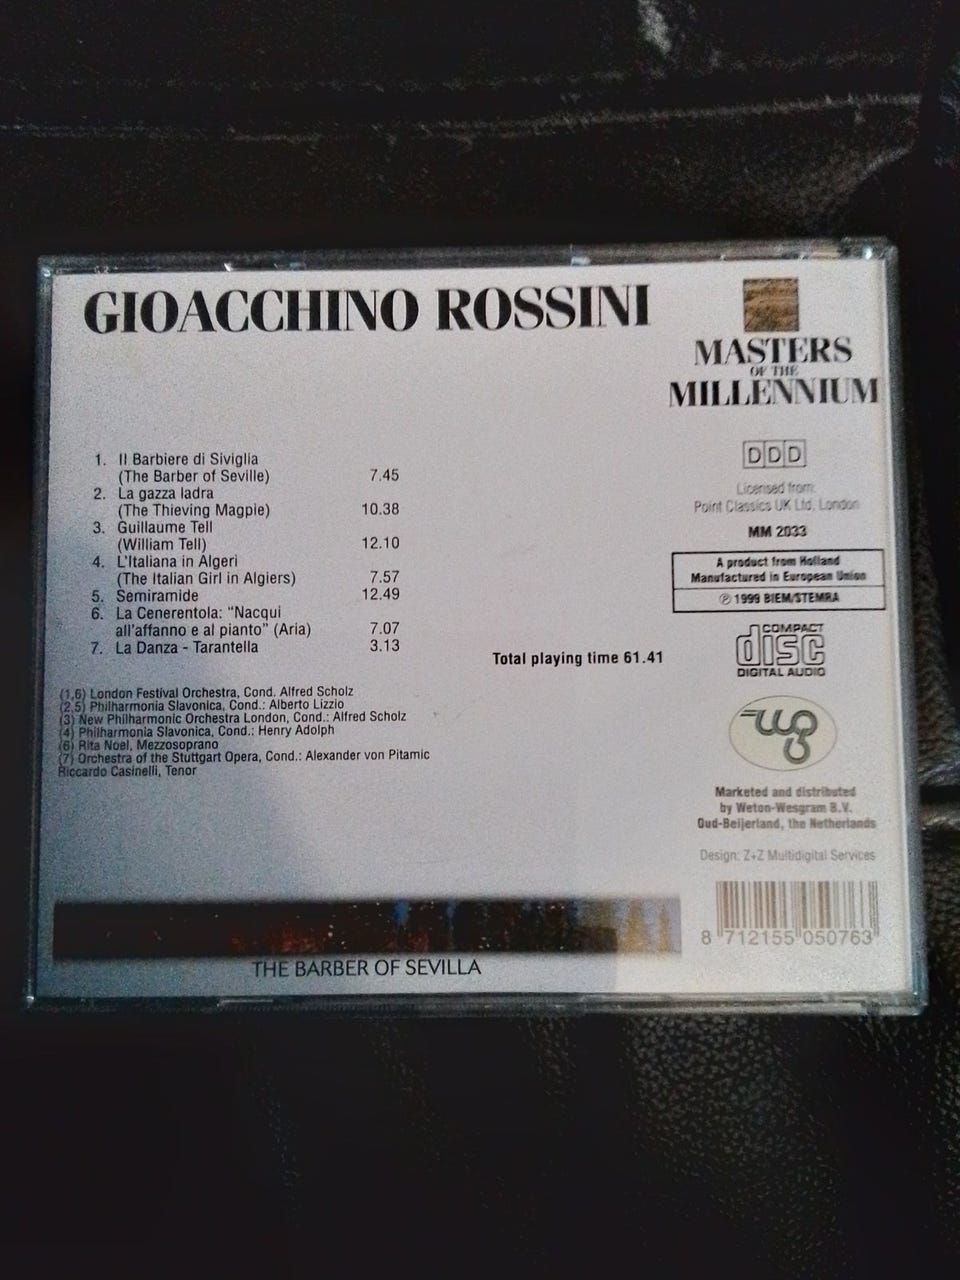 GIOACCHINO ROSSINI
1. Il Barbiere di Siviglia
(The Barber of Seville) 7.45
2. La gazza ladra
(The Thieving Magpie) 10.38
3. Guillaume Tell
(William Tell) 12.10
4. L'Italiana in Algeri
(The Italian Girl in Algiers) 7.57
5. Semiramide 12.49
6. La Cenerentola: "Nacqui
all'affanno e al pianto" (Aria) 7.07
7. La Danza - Tarantella 3.13
Total playing time 61.41
(1,6) London Festival Orchestra, Cond. Alfred Scholz
(2,5) Philharmonia Slavonica, Cond.: Alberto Lizzio
(3) New Philharmonic Orchestra London, Cond.: Alfred Scholz
(4) Philharmonia Slavonica, Cond.: Henry Adolph
(6) Rita Noel, Mezzosoprano
(7) Orchestra of the Stuttgart Opera, Cond.: Alexander von Pitamic
Riccardo Casinelli, Tenor
THE BARBER OF SEVILLA
MASTERS
OF THE
MILLENNIUM
DDD
Licensed from:
Point Classics UK Ltd, London
MM 2033
A product from Holland
Manufactured in European Union
℗ 1999 BIEM/STEMRA
COMPACT
disc
DIGITAL AUDIO
wg
Marketed and distributed
by Weton-Wesgram B.V.
Oud-Beijerland, the Netherlands
Design: Z+Z Multidigital Services
8 712155 050763